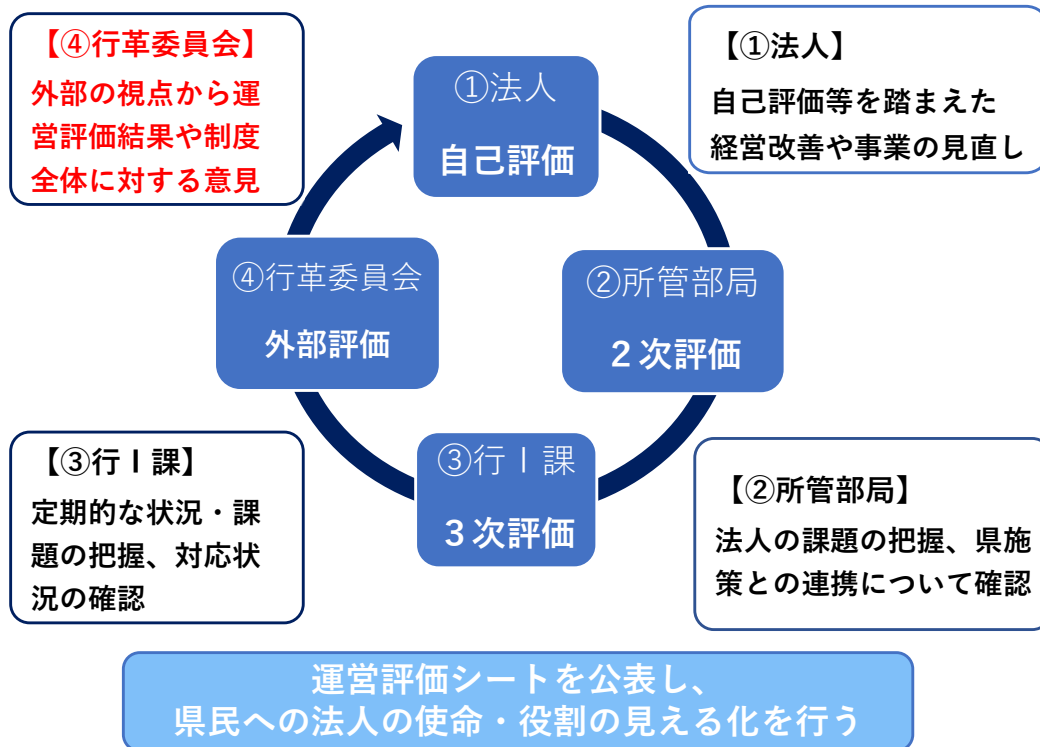 【④行革委員会】
外部の視点から運
営評価結果や制度
全体に対する意見
①法人
自己評価
【①法人】
自己評価等を踏まえた
経営改善や事業の見直し
④行革委員会
外部評価
②所管部局
２次評価
③行Ⅰ課
３次評価
【③行Ⅰ課】
定期的な状況・課
題の把握、対応状
況の確認
【②所管部局】
法人の課題の把握、県施
策との連携について確認
運営評価シートを公表し、
県民への法人の使命・役割の見える化を行う